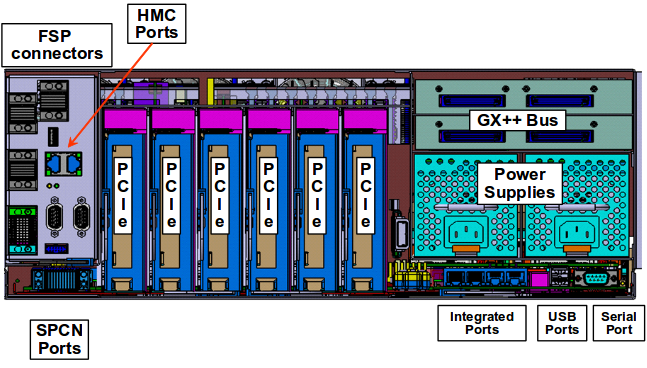 FSP
connectors
HMC
Ports
GX++ Bus
Power
Supplies
PCIe
PCIe
PCIe
PCIe
PCIe
PCIe
SPCN
Ports
Integrated
Ports
USB
Ports
Serial
Port